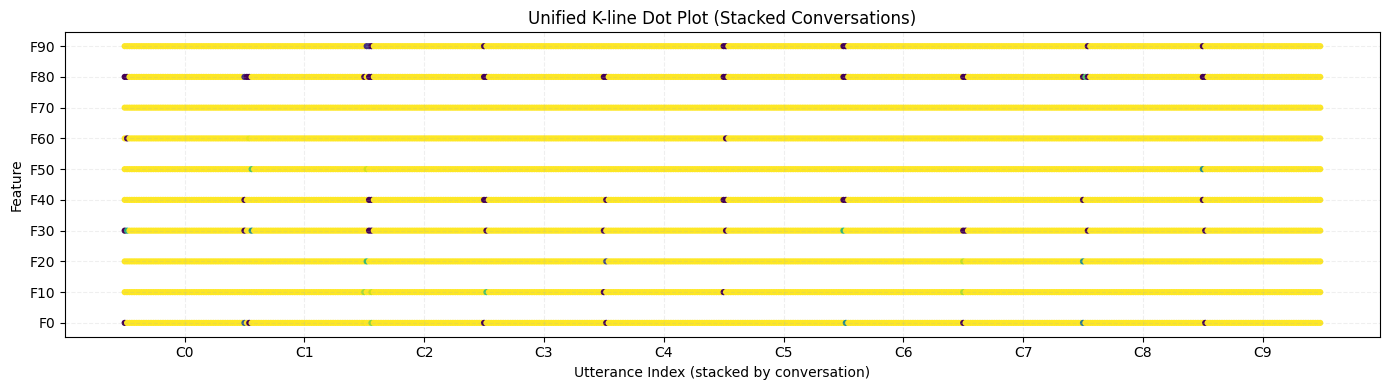 Unified K-line Dot Plot (Stacked Conversations)
Feature
F90
F80
F70
F60
F50
F40
F30
F20
F10
F0
C0 C1 C2 C3 C4 C5 C6 C7 C8 C9
Utterance Index (stacked by conversation)